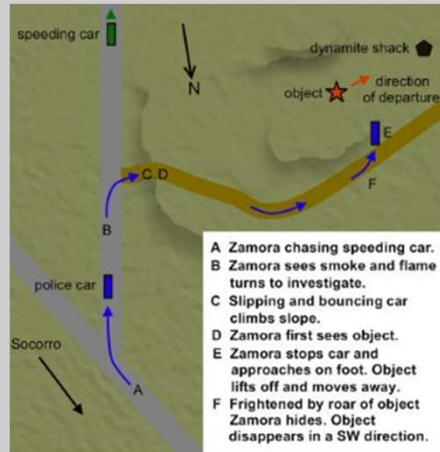 speeding car
dynamite shack
N
object
direction
of departure
E
C D
F
B
police car
Socorro
A
A Zamora chasing speeding car.
B Zamora sees smoke and flame
turns to investigate.
C Slipping and bouncing car
climbs slope.
D Zamora first sees object.
E Zamora stops car and
approaches on foot. Object
lifts off and moves away.
F Frightened by roar of object
Zamora hides. Object
disappears in a SW direction.